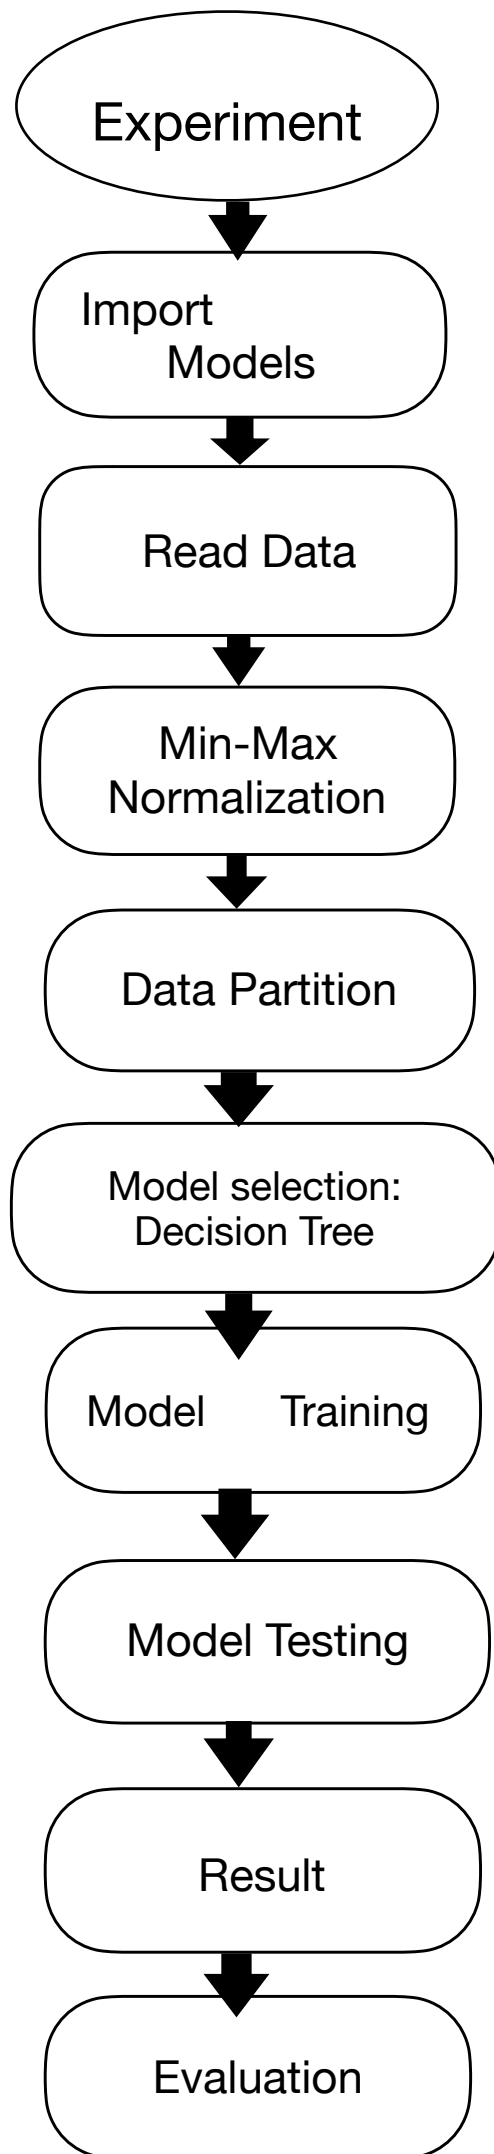 Experiment
Import
Models
Read Data
Min-Max
Normalization
Data Partition
Model selection:
Decision Tree
Model Training
Model Testing
Result
Evaluation